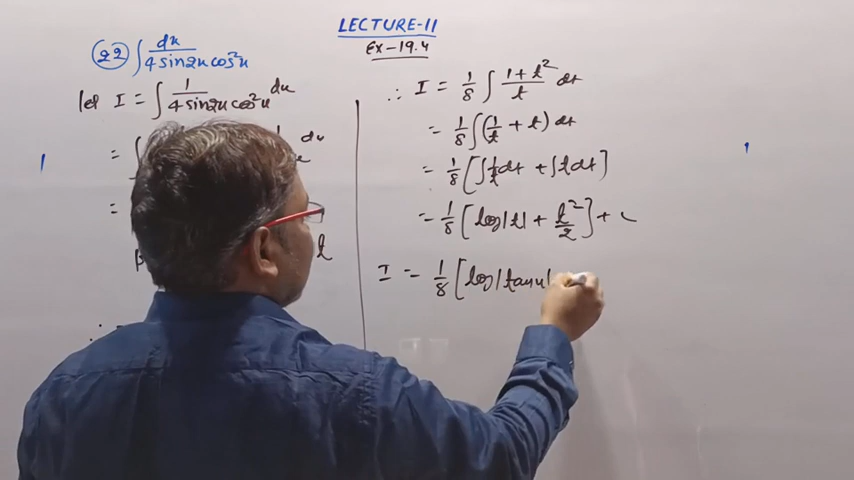 LECTURE-11
Ex-19.4
22 ∫ dx / 4 sin2x cos²x
let I = ∫ 1 / 4 sin2x cos²x dx
=
=
∴ I = 1/8 ∫ (1+t²)/t dt
= 1/8 ∫ (1/t + t) dt
= 1/8 [∫ 1/t dt + ∫ t dt]
= 1/8 [log|t| + t²/2] + c
I = 1/8 [log|tanx|